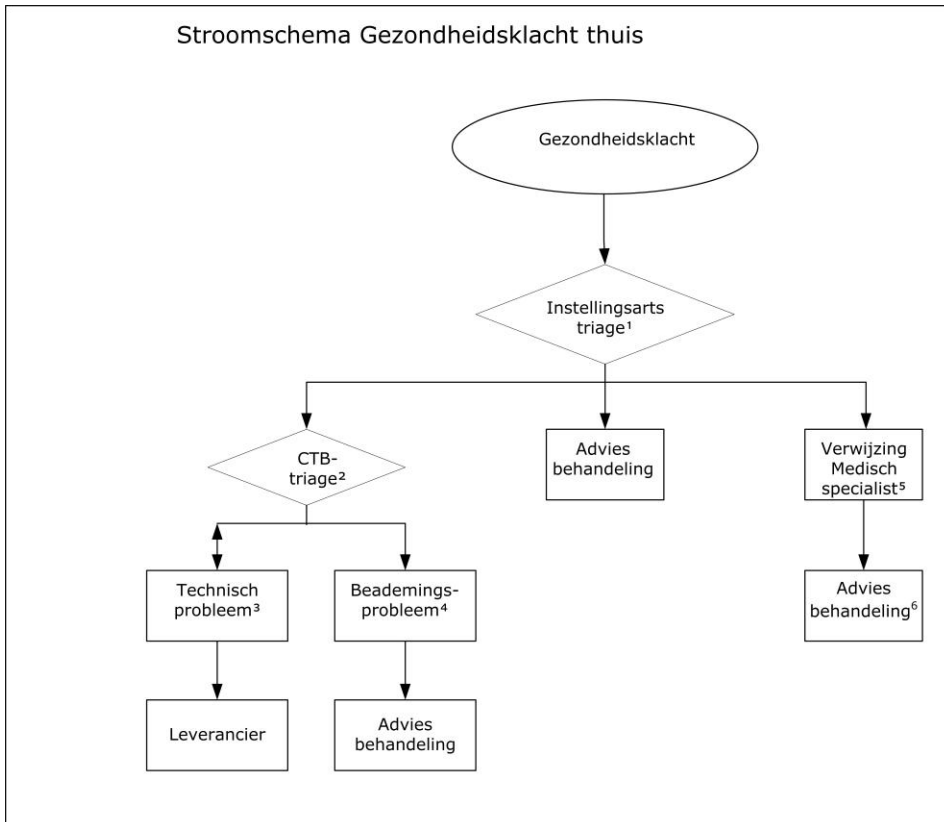 Stroomschema Gezondheidsklacht thuis
Gezondheidsklacht
Instellingsarts
triage¹
CTB-
triage²
Advies
behandeling
Verwijzing
Medisch
specialist⁵
Technisch
probleem³
Beademings-
probleem⁴
Advies
behandeling⁶
Leverancier
Advies
behandeling